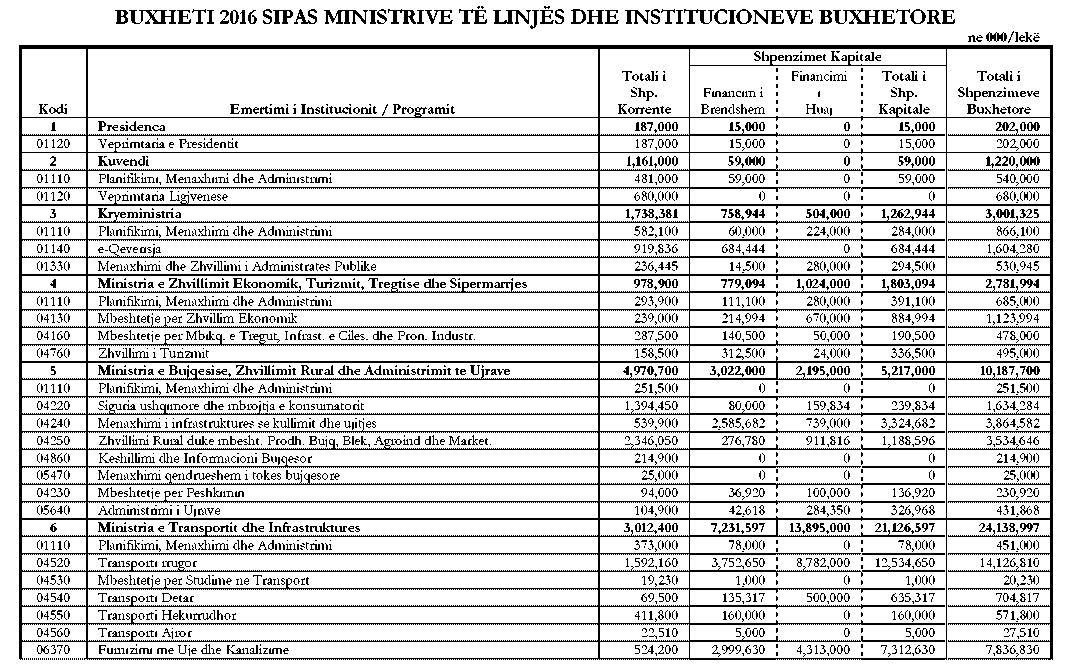 BUXHETI 2016 SIPAS MINISTRIVE TË LINJËS DHE INSTITUCIONEVE BUXHETORE
ne 000/lekë
Shpenzimet Kapitale
Totali i Financimi Totali i Totali i
Shp. Financim i i Shp. Shpenzimeve
Kodi Emertimi i Institucionit / Programit Korrente Brendshem Huaj Kapitale Buxhetore
1 Presidenca 187,000 15,000 0 15,000 202,000
01120 Veprimtaria e Presidentit 187,000 15,000 0 15,000 202,000
2 Kuvendi 1,161,000 59,000 0 59,000 1,220,000
01110 Planifikimi, Menaxhimi dhe Administrimi 481,000 59,000 0 59,000 540,000
01120 Veprimtaria Ligjvenese 680,000 0 0 0 680,000
3 Kryeministria 1,738,381 758,944 504,000 1,262,944 3,001,325
01110 Planifikimi, Menaxhimi dhe Administrimi 582,100 60,000 224,000 284,000 866,100
01140 e-Qeverisja 919,836 684,444 0 684,444 1,604,280
01330 Menaxhimi dhe Zhvillimi i Administrates Publike 236,445 14,500 280,000 294,500 530,945
4 Ministria e Zhvillimit Ekonomik, Turizmit, Tregtise dhe Sipermarrjes 978,900 779,094 1,024,000 1,803,094 2,781,994
01110 Planifikimi, Menaxhimi dhe Administrimi 293,900 111,100 280,000 391,100 685,000
04130 Mbeshtetje per Zhvillim Ekonomik 239,000 214,994 670,000 884,994 1,123,994
04160 Mbeshtetje per Mbikq. e Tregut, Infrast. e Ciles. dhe Pron. Industr. 287,500 140,500 50,000 190,500 478,000
04760 Zhvillimi i Turizmit 158,500 312,500 24,000 336,500 495,000
5 Ministria e Bujqesise, Zhvillimit Rural dhe Administrimit te Ujrave 4,970,700 3,022,000 2,195,000 5,217,000 10,187,700
01110 Planifikimi, Menaxhimi dhe Administrimi 251,500 0 0 0 251,500
04220 Siguria ushqimore dhe mbrojtja e konsumatorit 1,394,450 80,000 159,834 239,834 1,634,284
04240 Menaxhimi i infrastruktures se kullimit dhe ujitjes 539,900 2,585,682 739,000 3,324,682 3,864,582
04250 Zhvillimi Rural duke mbesht. Prodh. Bujq, Blek, Agroind dhe Market. 2,346,050 276,780 911,816 1,188,596 3,534,646
04860 Keshillimi dhe Informacioni Bujqesor 214,900 0 0 0 214,900
05470 Menaxhimi qendrueshem i tokes bujqesore 25,000 0 0 0 25,000
04230 Mbeshtetje per Peshkimin 94,000 36,920 100,000 136,920 230,920
05640 Administrimi i Ujrave 104,900 42,618 284,350 326,968 431,868
6 Ministria e Transportit dhe Infrastruktures 3,012,400 7,231,597 13,895,000 21,126,597 24,138,997
01110 Planifikimi, Menaxhimi dhe Administrimi 373,000 78,000 0 78,000 451,000
04520 Transporti rrugor 1,592,160 3,752,650 8,782,000 12,534,650 14,126,810
04530 Mbeshtetje per Studime ne Transport 19,230 1,000 0 1,000 20,230
04540 Transporti Detar 69,500 135,317 500,000 635,317 704,817
04550 Transporti Hekurrudhor 411,800 160,000 0 160,000 571,800
04560 Transporti Ajror 22,510 5,000 0 5,000 27,510
06370 Furnizimi me Uje dhe Kanalizime 524,200 2,999,630 4,313,000 7,312,630 7,836,830